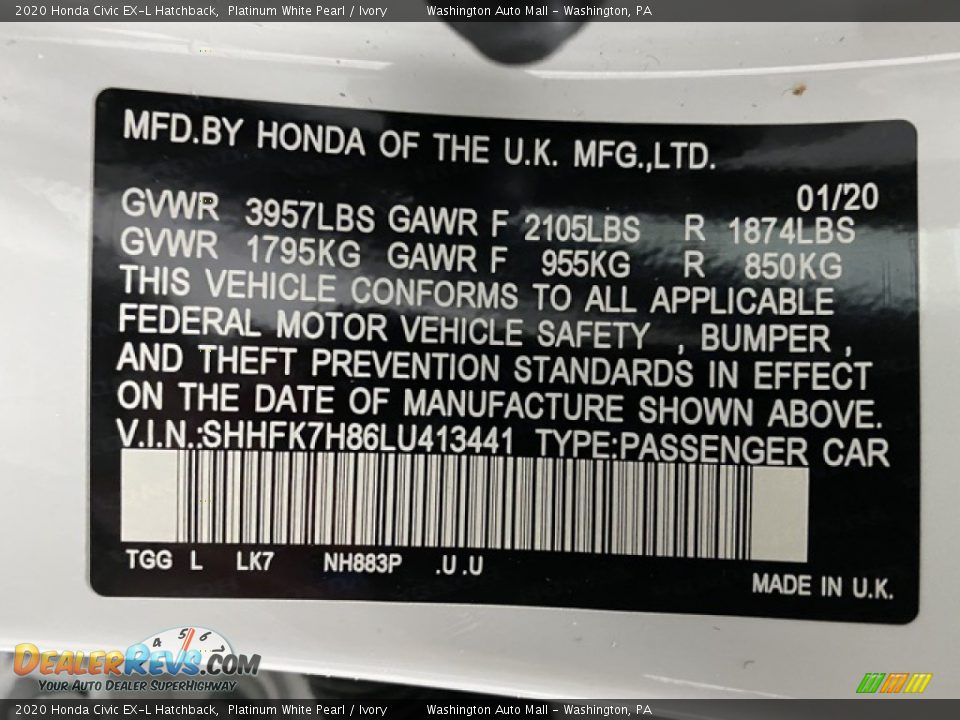 2020 Honda Civic EX-L Hatchback,  Platinum White Pearl / Ivory          Washington Auto Mall - Washington, PA
MFD.BY HONDA OF THE U.K. MFG.,LTD.
01/20
GVWR 3957LBS GAWR F 2105LBS R 1874LBS
GVWR 1795KG GAWR F 955KG R 850KG
THIS VEHICLE CONFORMS TO ALL APPLICABLE
FEDERAL MOTOR VEHICLE SAFETY , BUMPER ,
AND THEFT PREVENTION STANDARDS IN EFFECT
ON THE DATE OF MANUFACTURE SHOWN ABOVE.
V.I.N.:SHHFK7H86LU413441 TYPE:PASSENGER CAR
TGG L LK7 NH883P .U .U
MADE IN U.K.
4 5 6 7
DEALERREVS.COM
YOUR AUTO DEALER SUPERHIGHWAY
2020 Honda Civic EX-L Hatchback,  Platinum White Pearl / Ivory          Washington Auto Mall - Washington, PA